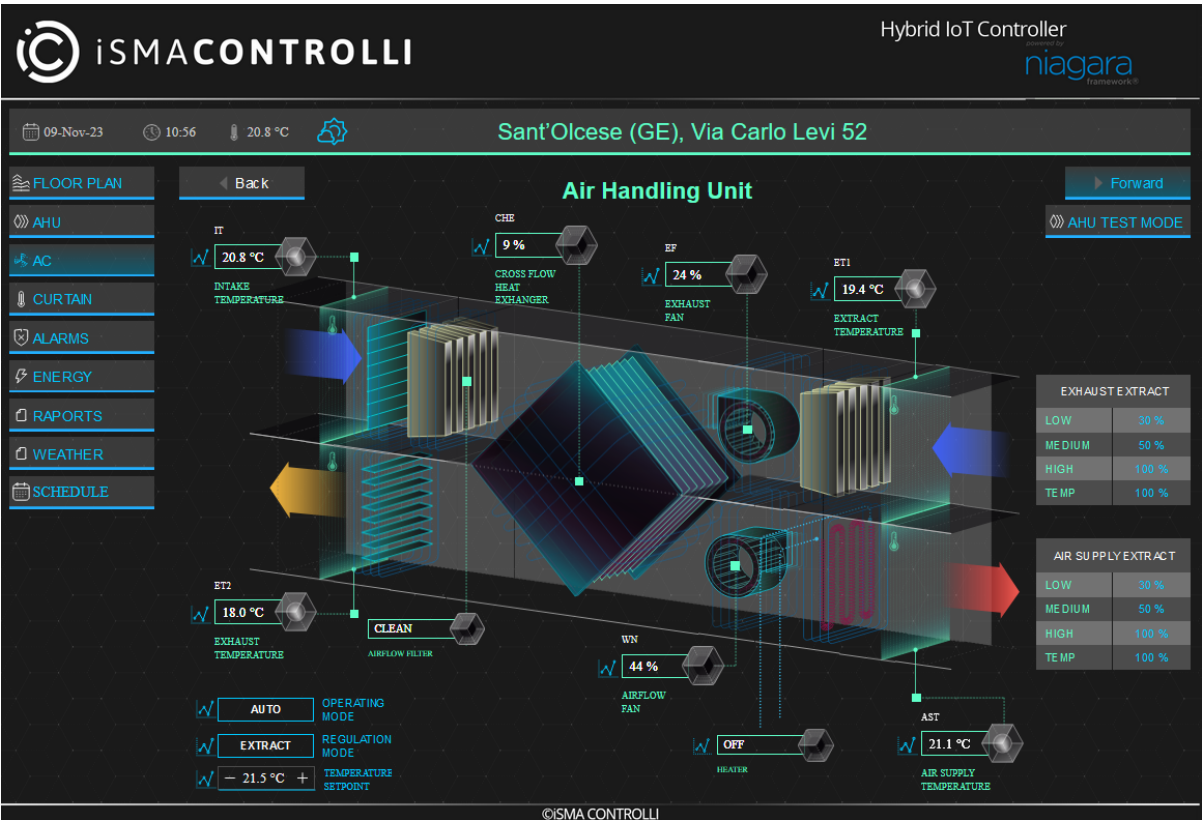 iSMACONTROLLI
Hybrid IoT Controller
powered by
niagara
framework®
09-Nov-23
10:56
20.8 °C
Sant'Olcese (GE), Via Carlo Levi 52
FLOOR PLAN
AHU
AC
CURTAIN
ALARMS
ENERGY
RAPORTS
WEATHER
SCHEDULE
Back
Air Handling Unit
Forward
AHU TEST MODE
IT
20.8 °C
INTAKE
TEMPERATURE
CHE
9 %
CROSS FLOW
HEAT
EXHANGER
EF
24 %
EXHAUST
FAN
ET1
19.4 °C
EXTRACT
TEMPERATURE
EXHAUST EXTRACT
LOW 30 %
MEDIUM 50 %
HIGH 100 %
TEMP 100 %
AIR SUPPLY EXTRACT
LOW 30 %
MEDIUM 50 %
HIGH 100 %
TEMP 100 %
ET2
18.0 °C
EXHAUST
TEMPERATURE
CLEAN
AIRFLOW FILTER
WN
44 %
AIRFLOW
FAN
OFF
HEATER
AST
21.1 °C
AIR SUPPLY
TEMPERATURE
AUTO
OPERATING
MODE
EXTRACT
REGULATION
MODE
− 21.5 °C +
TEMPERATURE
SETPOINT
©iSMA CONTROLLI